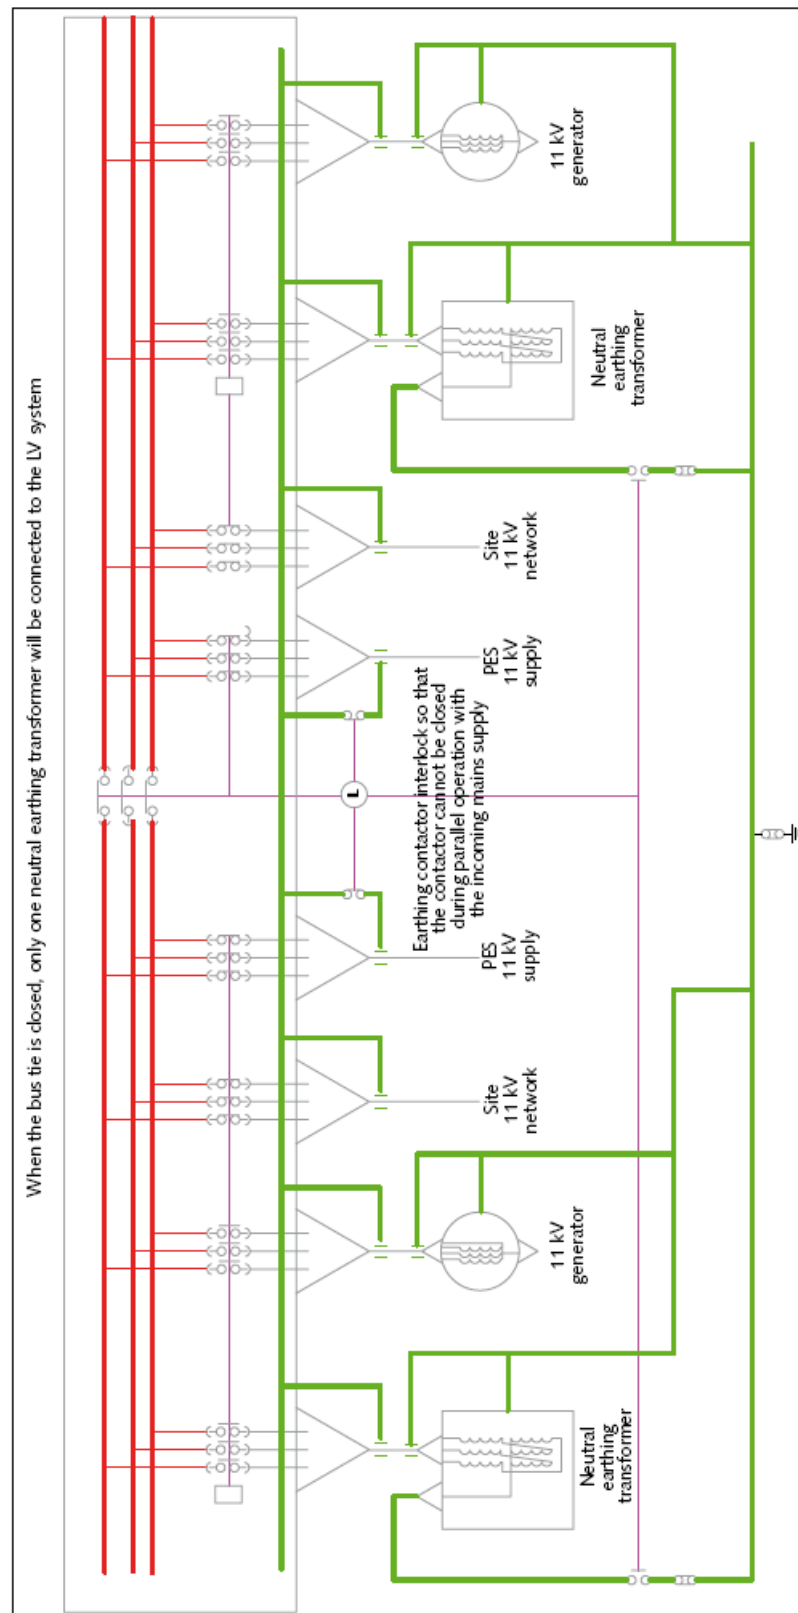 When the bus tie is closed, only one neutral earthing transformer will be connected to the LV system
Neutral
earthing
transformer
11 kV
generator
Site
11 kV
network
PES
11 kV
supply
Earthing contactor interlock so that
the contactor cannot be closed
during parallel operation with
the incoming mains supply
L
PES
11 kV
supply
Site
11 kV
network
Neutral
earthing
transformer
11 kV
generator